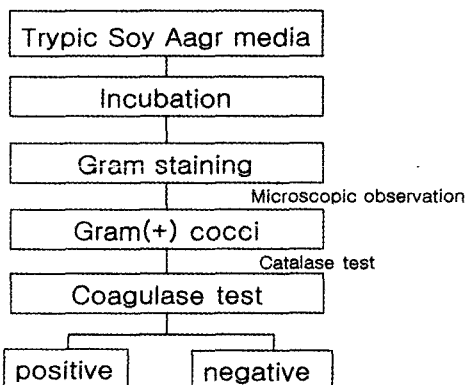 Trypic Soy Aagr media
Incubation
Gram staining
Microscopic observation
Gram(+) cocci
Catalase test
Coagulase test
positive negative